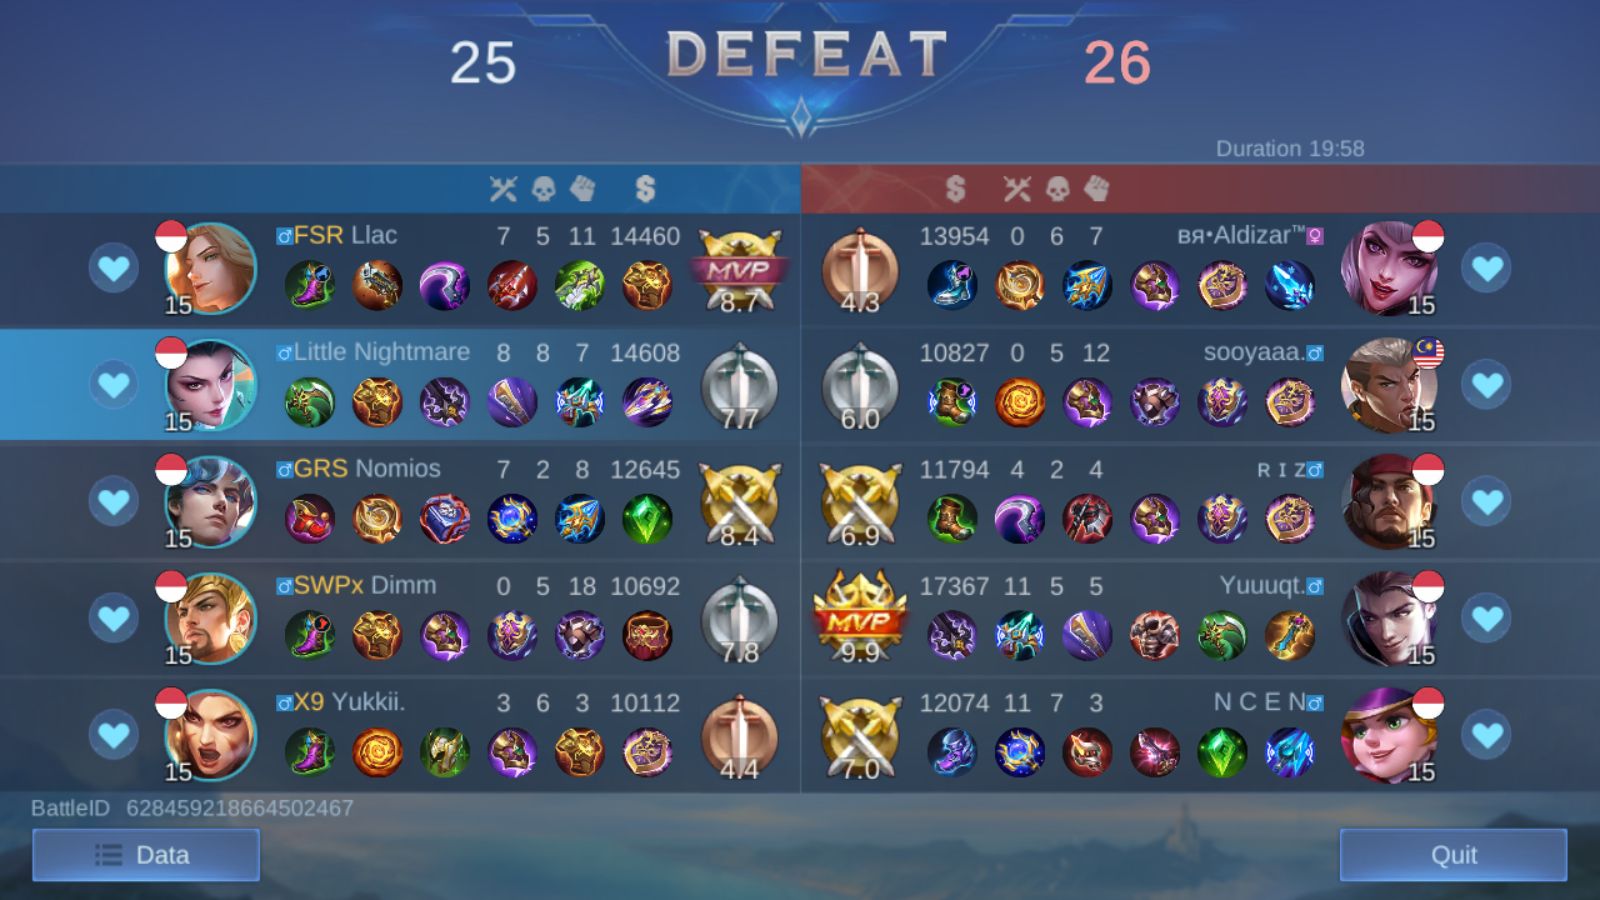 25 DEFEAT 26
Duration 19:58
FSR Llac 7 5 11 14460 MVP 8.7 15
4.3 13954 0 6 7 вя•Aldizar™ 15
Little Nightmare 8 8 7 14608 7.7 15
6.0 10827 0 5 12 sooyaaa. 15
GRS Nomios 7 2 8 12645 8.4 15
6.9 11794 4 2 4 ʀ ɪ ᴢ 15
SWPx Dimm 0 5 18 10692 7.8 15
MVP 9.9 17367 11 5 5 Yuuuqt. 15
X9 Yukkii. 3 6 3 10112 4.4 15
7.0 12074 11 7 3 N C E N 15
BattleID 628459218664502467
Data
Quit